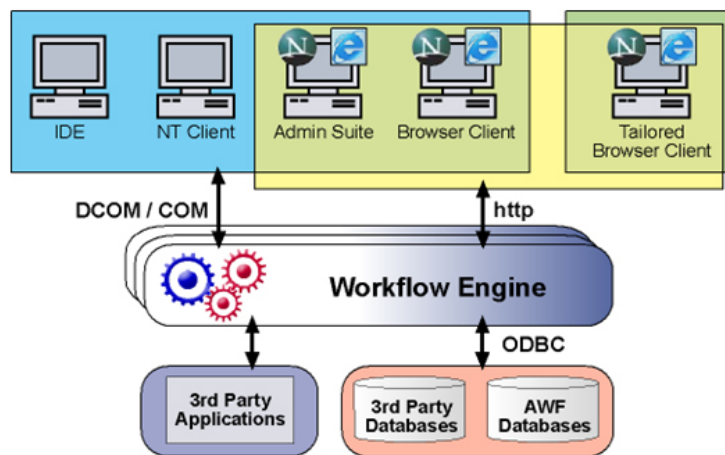 N e N e N e
IDE NT Client Admin Suite Browser Client Tailored
Browser Client
DCOM / COM http
Workflow Engine
ODBC
3rd Party
Applications
3rd Party
Databases
AWF
Databases